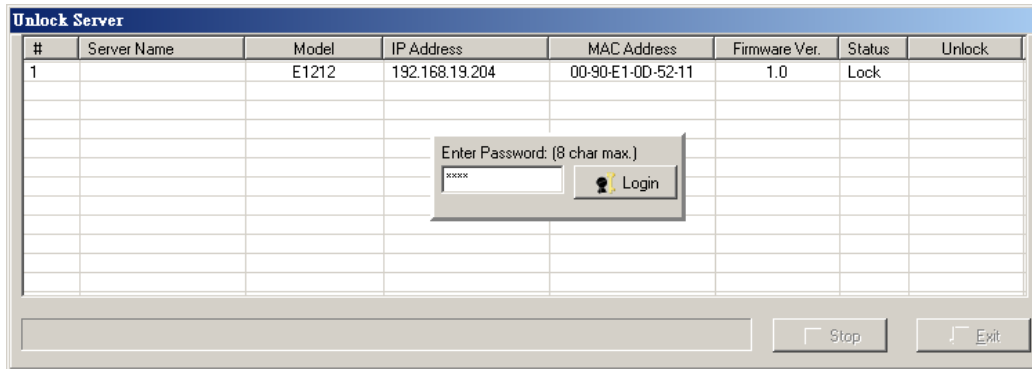 Unlock Server
# Server Name Model IP Address MAC Address Firmware Ver. Status Unlock
1 E1212 192.168.19.204 00-90-E1-0D-52-11 1.0 Lock
Enter Password: (8 char max.)
xxxx
Login
Stop Exit